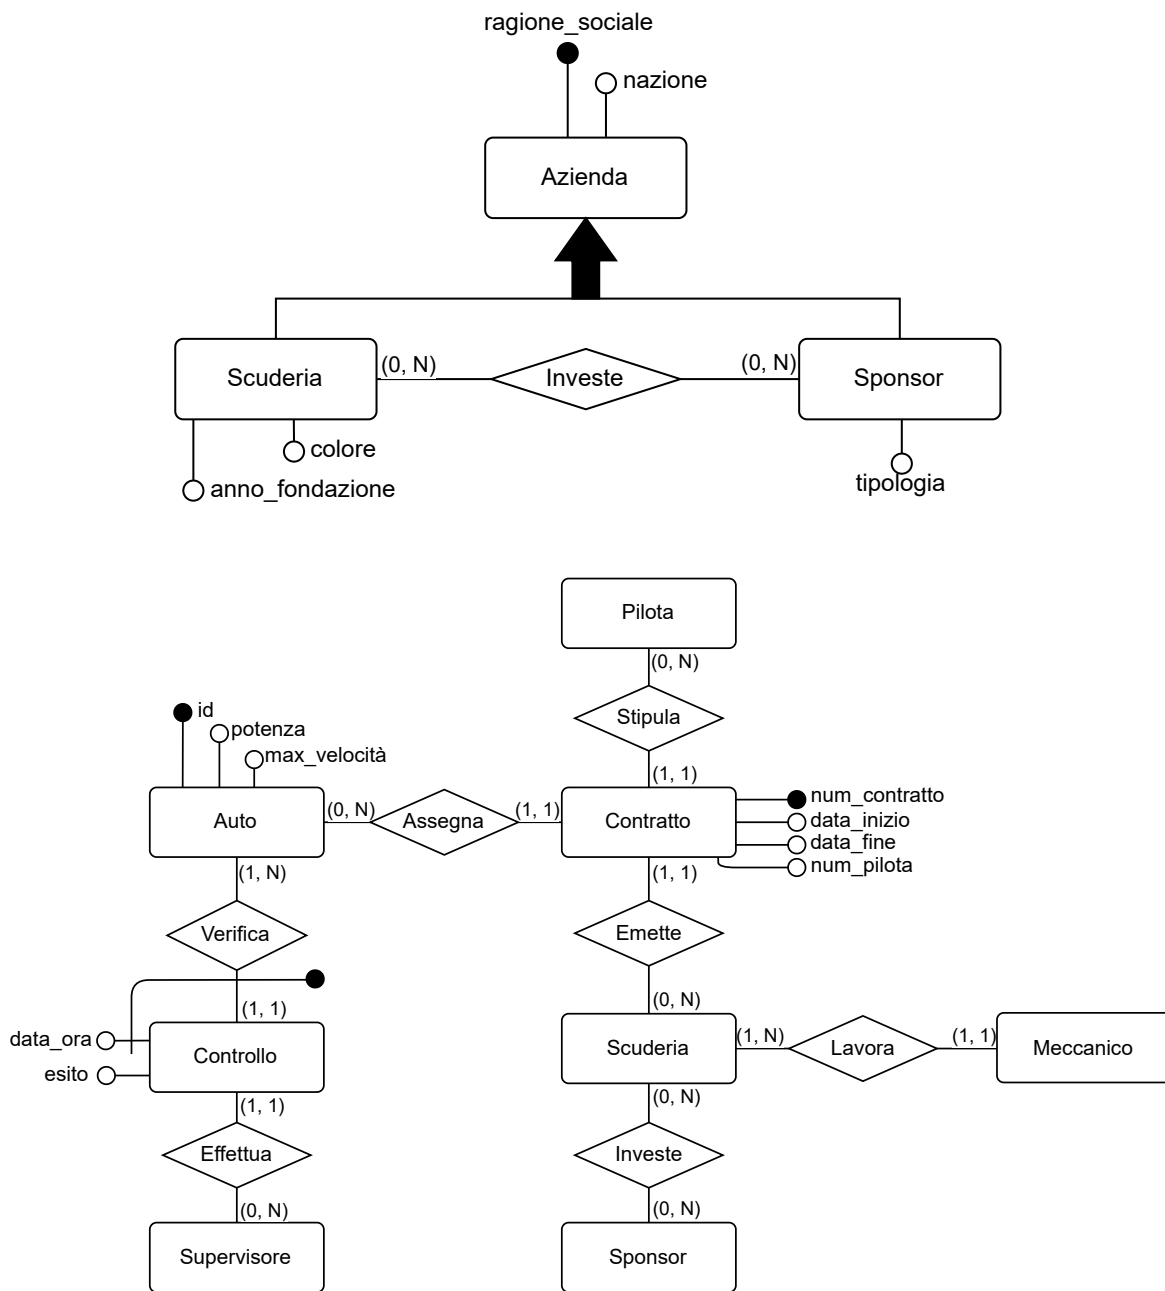 ragione_sociale
nazione
Azienda
Scuderia
(0, N)
Investe
(0, N)
Sponsor
colore
anno_fondazione
tipologia
Pilota
(0, N)
Stipula
(1, 1)
id
potenza
max_velocità
Auto
(0, N)
Assegna
(1, 1)
Contratto
num_contratto
data_inizio
data_fine
num_pilota
(1, N)
(1, 1)
Verifica
Emette
(1, 1)
(0, N)
data_ora
esito
Controllo
Scuderia
(1, N)
Lavora
(1, 1)
Meccanico
(1, 1)
(0, N)
Effettua
Investe
(0, N)
(0, N)
Supervisore
Sponsor